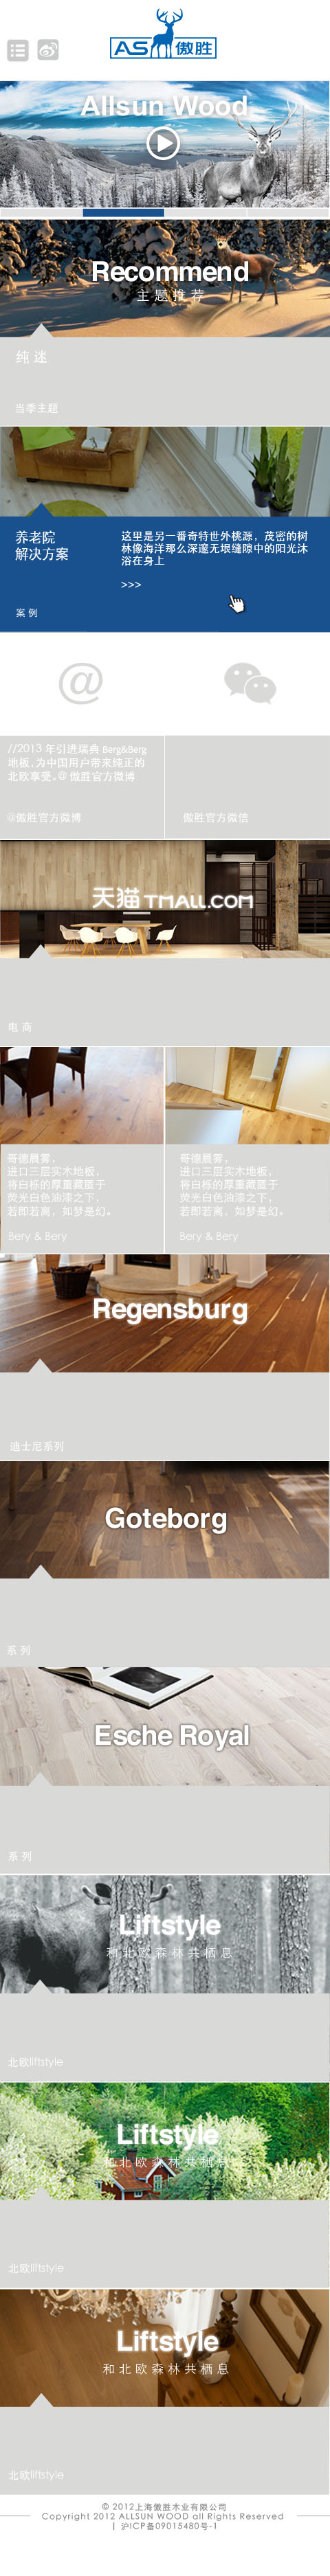 AS 傲胜
Allsun Wood
Recommend
主题推荐
纯 迷
当季主题
养老院
解决方案
这里是另一番奇特世外桃源，茂密的树
林像海洋那么深邃无垠缝隙中的阳光沐
浴在身上
>>>
案 例
@
//2013 年引进瑞典 Berg&Berg
地板,为中国用户带来纯正的
北欧享受。@ 傲胜官方微博
@傲胜官方微博
傲胜官方微信
天猫 TMALL.COM
电 商
哥德晨雾，
进口三层实木地板，
将白栎的厚重藏匿于
荧光白色油漆之下，
若即若离，如梦是幻。
Bery & Bery
哥德晨雾，
进口三层实木地板，
将白栎的厚重藏匿于
荧光白色油漆之下，
若即若离，如梦是幻。
Bery & Bery
Regensburg
迪士尼系列
Goteborg
系 列
Esche Royal
系 列
Liftstyle
和北欧森林共栖息
北欧liftstyle
Liftstyle
和北欧森林共栖息
北欧liftstyle
Liftstyle
和北欧森林共栖息
北欧liftstyle
© 2012上海傲胜木业有限公司
Copyright 2012 ALLSUN WOOD all Rights Reserved
| 沪ICP备09015480号-1